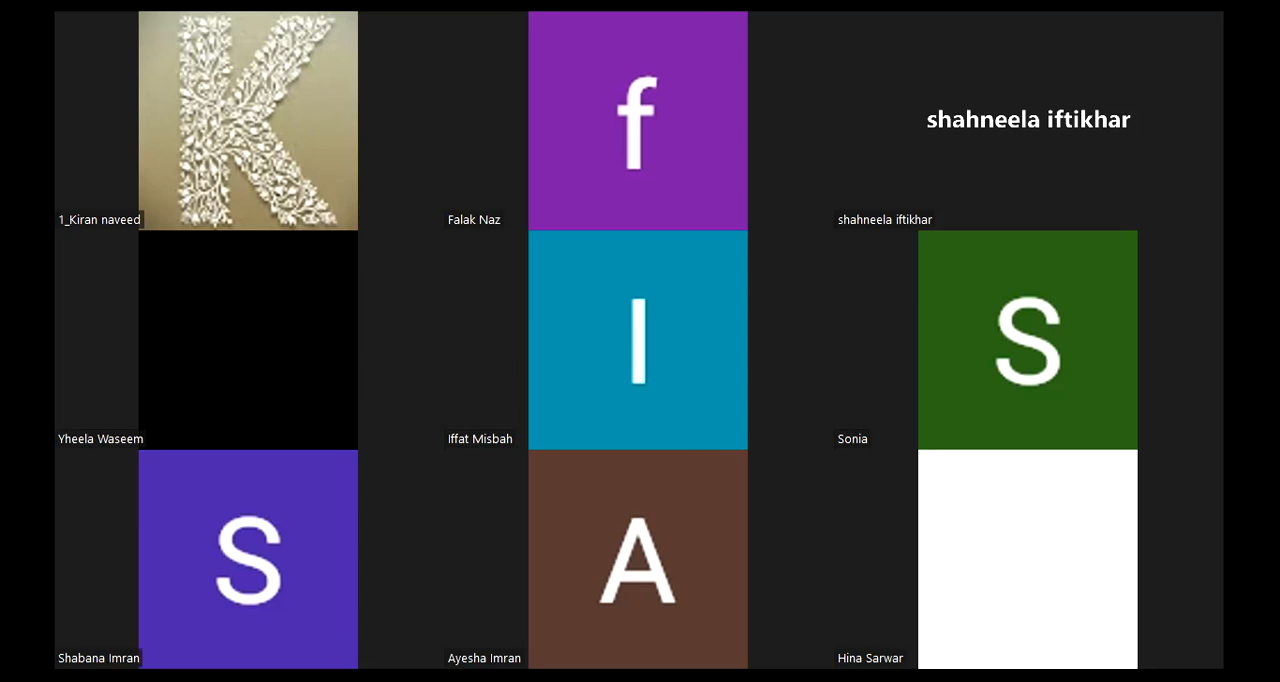 K
1_Kiran naveed
f
Falak Naz
shahneela iftikhar
shahneela iftikhar
Yheela Waseem
I
Iffat Misbah
S
Sonia
S
Shabana Imran
A
Ayesha Imran
Hina Sarwar